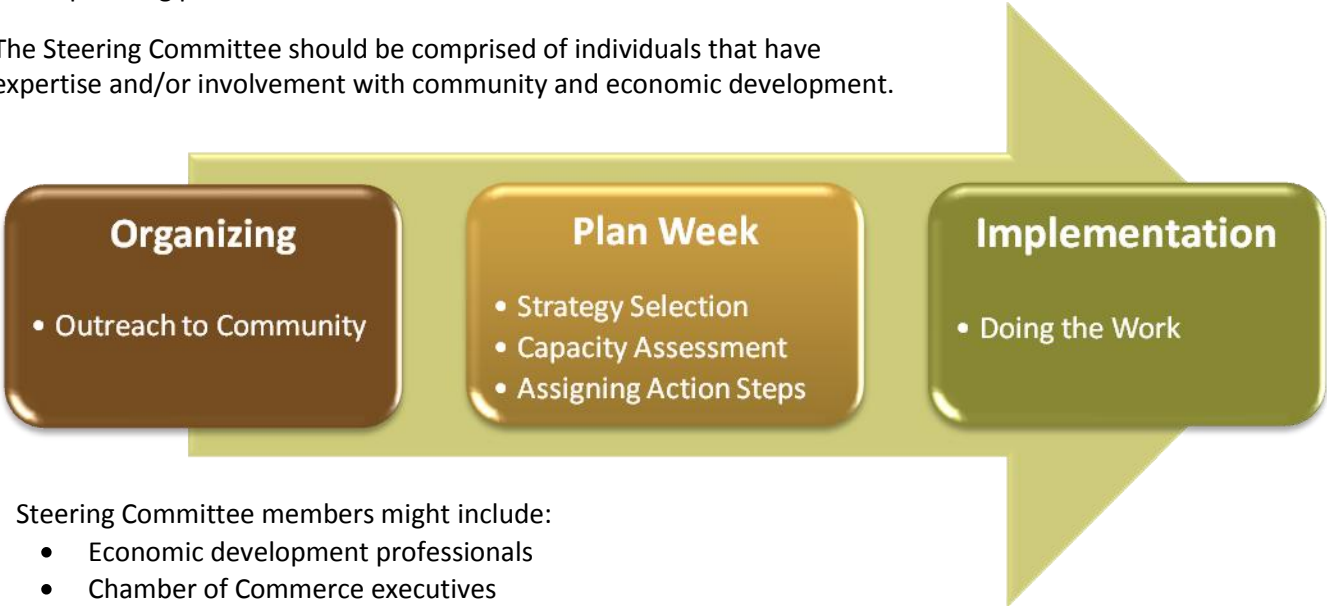 The Steering Committee should be comprised of individuals that have
expertise and/or involvement with community and economic development.
Organizing
• Outreach to Community
Plan Week
• Strategy Selection
• Capacity Assessment
• Assigning Action Steps
Implementation
• Doing the Work
Steering Committee members might include:
• Economic development professionals
• Chamber of Commerce executives